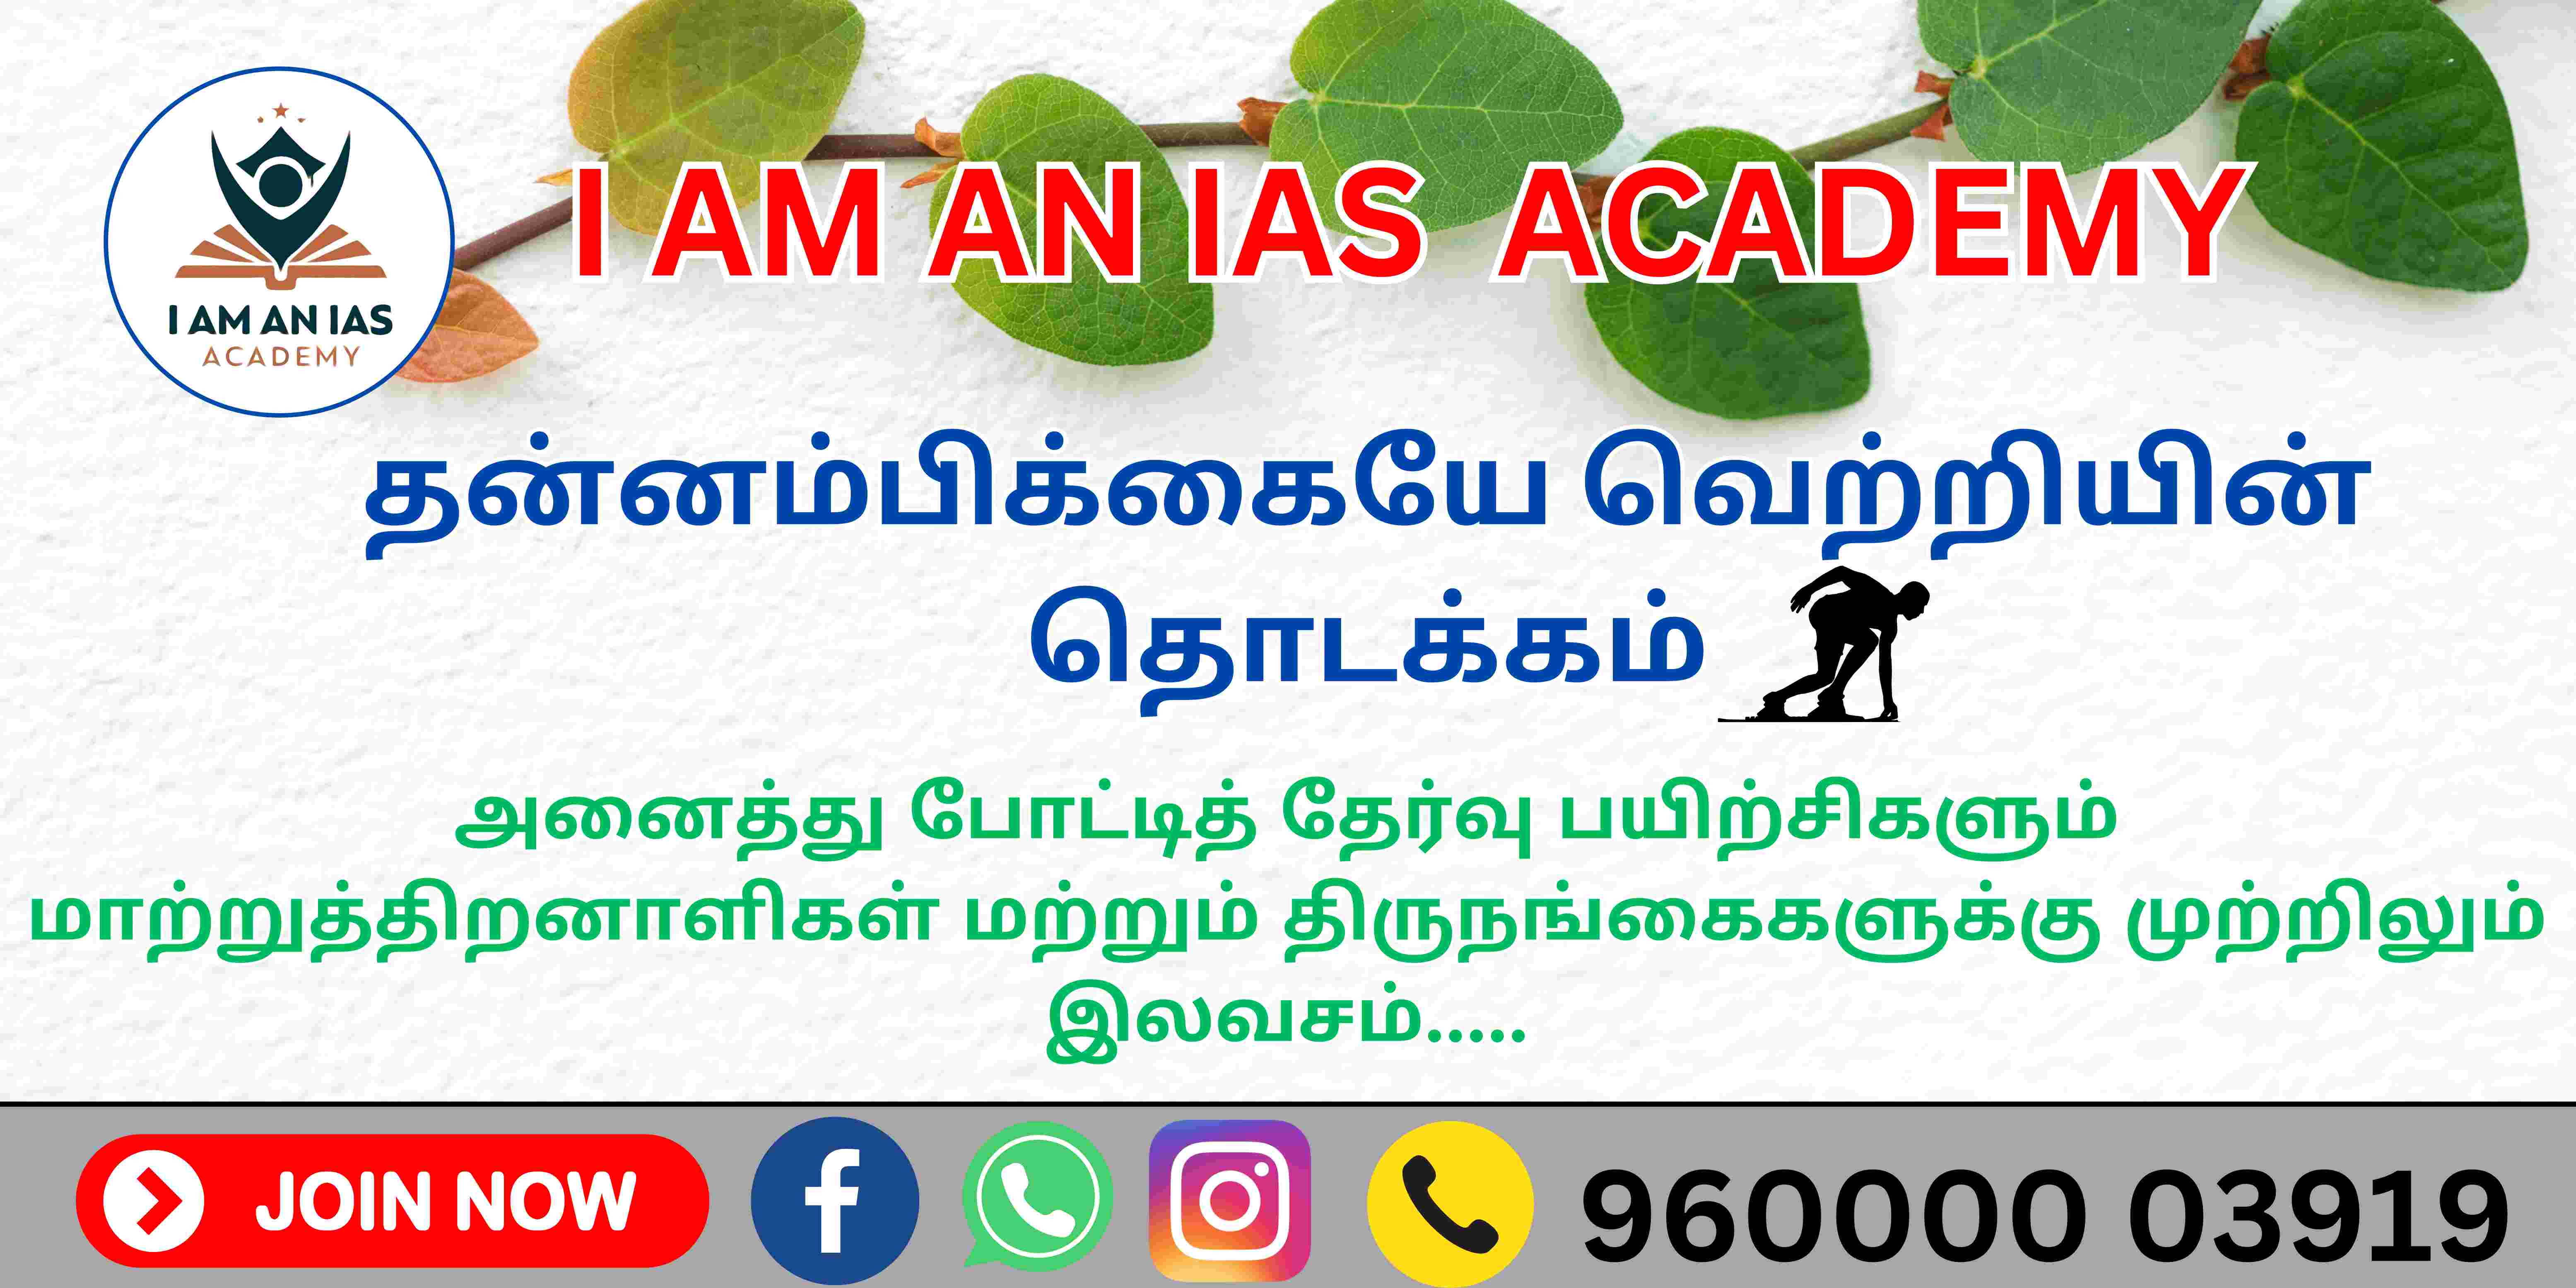 I AM AN IAS
ACADEMY
I AM AN IAS ACADEMY
தன்னம்பிக்கையே வெற்றியின்
தொடக்கம்
அனைத்து போட்டித் தேர்வு பயிற்சிகளும்
மாற்றுத்திறனாளிகள் மற்றும் திருநங்கைகளுக்கு முற்றிலும்
இலவசம்.....
JOIN NOW
960000 03919